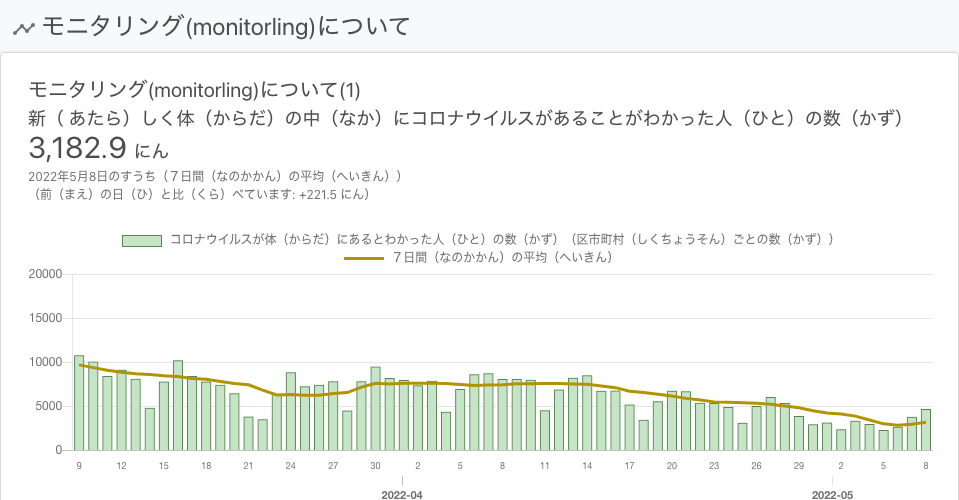 モニタリング(monitorling)について
モニタリング(monitorling)について(1)
新（ あたら）しく体（からだ）の中（なか）にコロナウイルスがあることがわかった人（ひと）の数（かず）
3,182.9 にん
2022年5月8日のすうち（７日間（なのかかん）の平均（へいきん））
（前（まえ）の日（ひ）と比（くら）べています: +221.5 にん）
コロナウイルスが体（からだ）にあるとわかった人（ひと）の数（かず）（区市町村（しくちょうそん）ごとの数（かず））
７日間（なのかかん）の平均（へいきん）
20000
15000
10000
5000
0
9 12 15 18 21 24 27 30 2 5 8 11 14 17 20 23 26 29 2 5 8
2022-04 2022-05